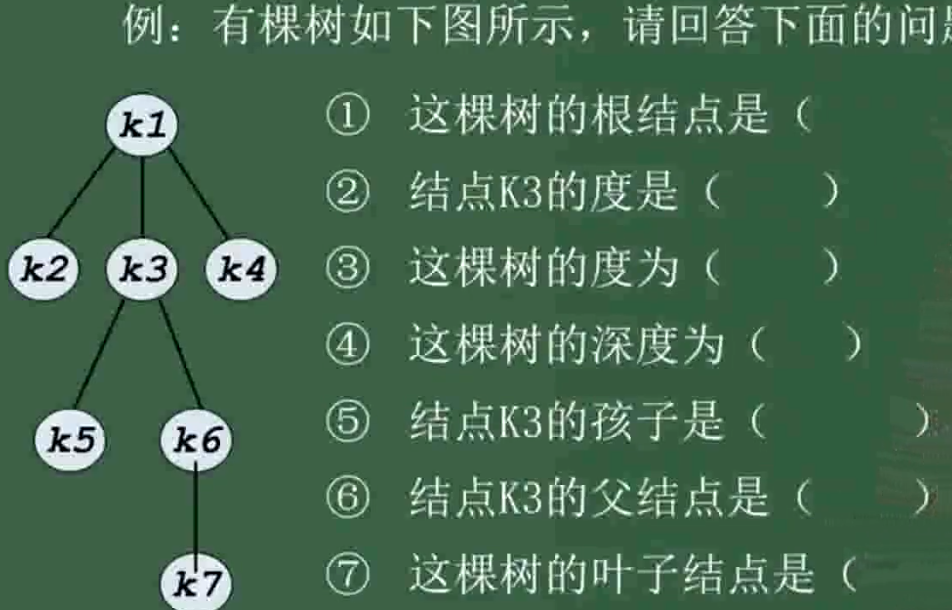 例：有棵树如下图所示，请回答下面的问题
① 这棵树的根结点是（
② 结点K3的度是（ ）
③ 这棵树的度为（ ）
④ 这棵树的深度为（ ）
⑤ 结点K3的孩子是（ ）
⑥ 结点K3的父结点是（ ）
⑦ 这棵树的叶子结点是（
k1
k2 k3 k4
k5 k6
k7